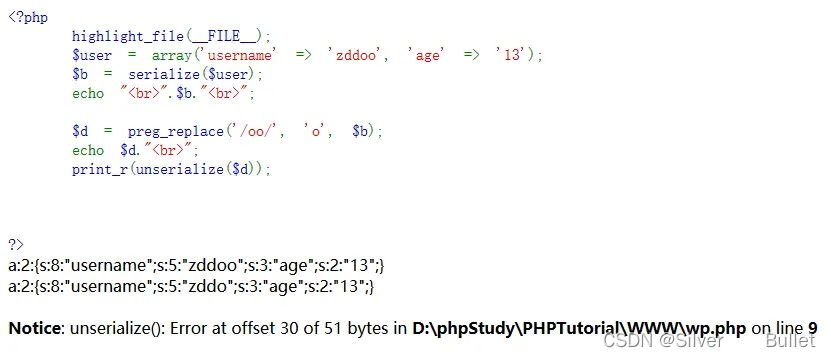 <?php
highlight_file(__FILE__);
$user = array('username' => 'zddoo', 'age' => '13');
$b = serialize($user);
echo "<br>".$b."<br>";
$d = preg_replace('/oo/', 'o', $b);
echo $d."<br>";
print_r(unserialize($d));
?>
a:2:{s:8:"username";s:5:"zddoo";s:3:"age";s:2:"13";}
a:2:{s:8:"username";s:5:"zddo";s:3:"age";s:2:"13";}
Notice: unserialize(): Error at offset 30 of 51 bytes in D:\phpStudy\PHPTutorial\WWW\wp.php on line 9
CSDN @Silver Bullet